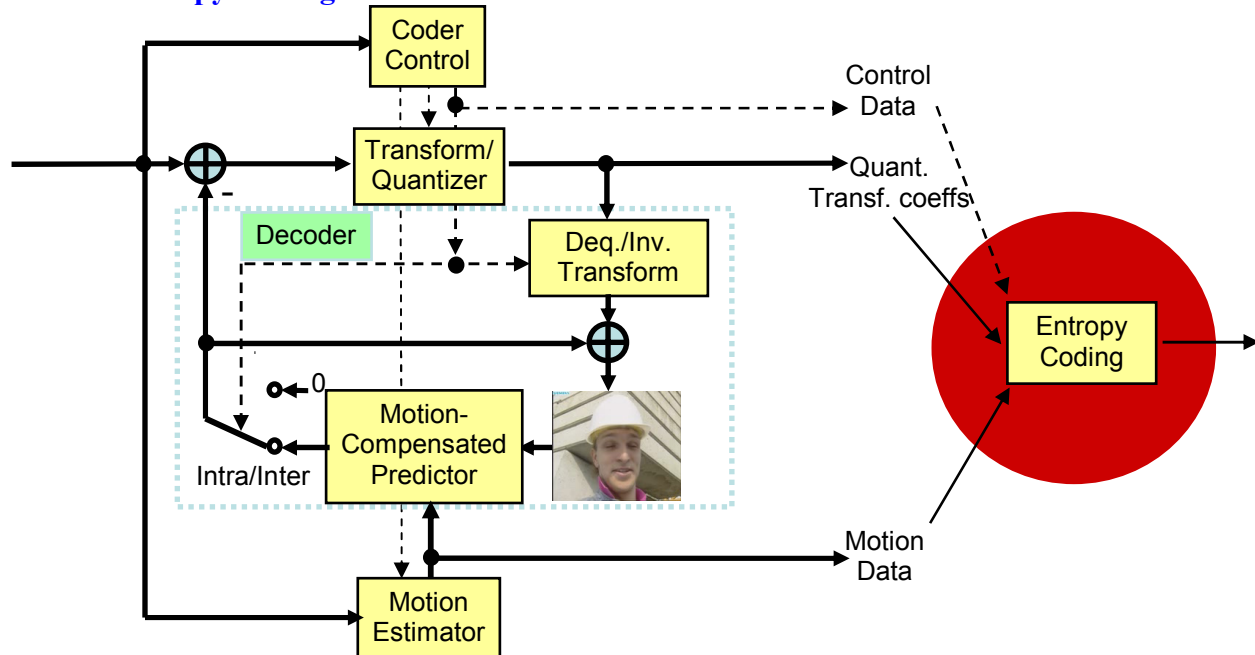 Coder
Control
Control
Data
Transform/
Quantizer
Quant.
Transf. coeffs
-
Decoder
Deq./Inv.
Transform
Entropy
Coding
0
Motion-
Compensated
Predictor
Intra/Inter
Motion
Data
Motion
Estimator